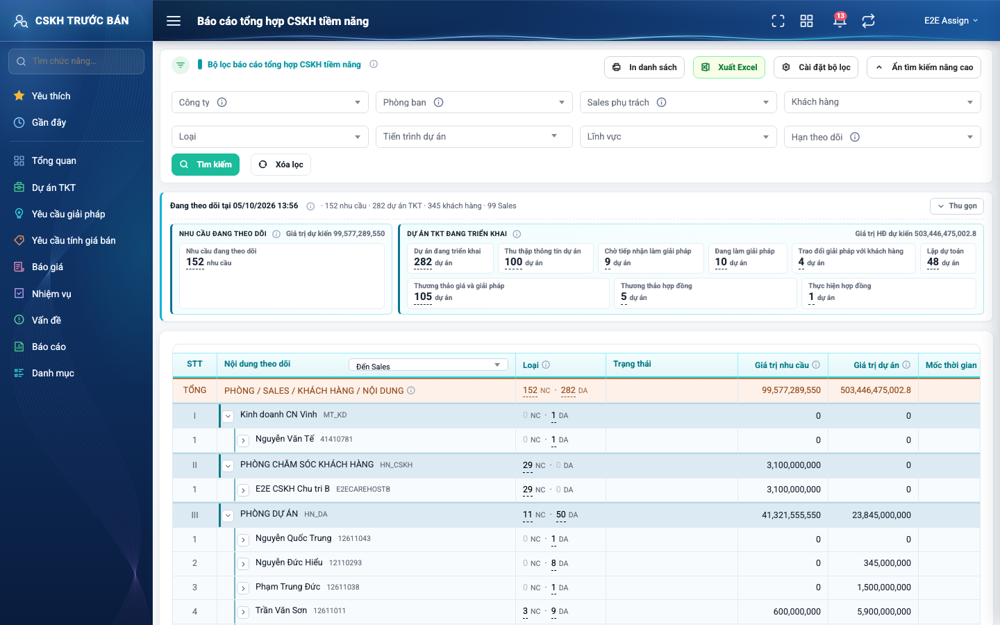 CSKH TRƯỚC BÁN
Báo cáo tổng hợp CSKH tiềm năng
13
E2E Assign
Tìm chức năng...
Yêu thích
Gần đây
Tổng quan
Dự án TKT
Yêu cầu giải pháp
Yêu cầu tính giá bán
Báo giá
Nhiệm vụ
Vấn đề
Báo cáo
Danh mục
Bộ lọc báo cáo tổng hợp CSKH tiềm năng
In danh sách
Xuất Excel
Cài đặt bộ lọc
Ẩn tìm kiếm nâng cao
Công ty
Phòng ban
Sales phụ trách
Khách hàng
Loại
Tiến trình dự án
Lĩnh vực
Hạn theo dõi
Tìm kiếm
Xóa lọc
Đang theo dõi tại 05/10/2026 13:56 · 152 nhu cầu · 282 dự án TKT · 345 khách hàng · 99 Sales
Thu gọn
NHU CẦU ĐANG THEO DÕI Giá trị dự kiến 99,577,289,550
Nhu cầu đang theo dõi
152 nhu cầu
DỰ ÁN TKT ĐANG TRIỂN KHAI Giá trị HĐ dự kiến 503,446,475,002.8
Dự án đang triển khai
282 dự án
Thu thập thông tin dự án
100 dự án
Chờ tiếp nhận làm giải pháp
9 dự án
Đang làm giải pháp
10 dự án
Trao đổi giải pháp với khách hàng
4 dự án
Lập dự toán
48 dự án
Thương thảo giá và giải pháp
105 dự án
Thương thảo hợp đồng
5 dự án
Thực hiện hợp đồng
1 dự án
STT Nội dung theo dõi Đến Sales Loại Trạng thái Giá trị nhu cầu Giá trị dự án Mốc thời gian
TỔNG PHÒNG / SALES / KHÁCH HÀNG / NỘI DUNG 152 NC · 282 DA 99,577,289,550 503,446,475,002.8
I Kinh doanh CN Vinh MT_KD 0 NC · 1 DA 0 0
1 Nguyễn Văn Tế 41410781 0 NC · 1 DA 0 0
II PHÒNG CHĂM SÓC KHÁCH HÀNG HN_CSKH 29 NC · 0 DA 3,100,000,000 0
1 E2E CSKH Chu tri B E2ECAREHOSTB 29 NC · 0 DA 3,100,000,000 0
III PHÒNG DỰ ÁN HN_DA 11 NC · 50 DA 41,321,555,550 23,845,000,000
1 Nguyễn Quốc Trung 12611043 0 NC · 1 DA 0 0
2 Nguyễn Đức Hiểu 12110293 0 NC · 8 DA 0 345,000,000
3 Phạm Trung Đức 12611038 0 NC · 1 DA 0 1,500,000,000
4 Trần Văn Sơn 12611011 3 NC · 9 DA 600,000,000 5,900,000,000